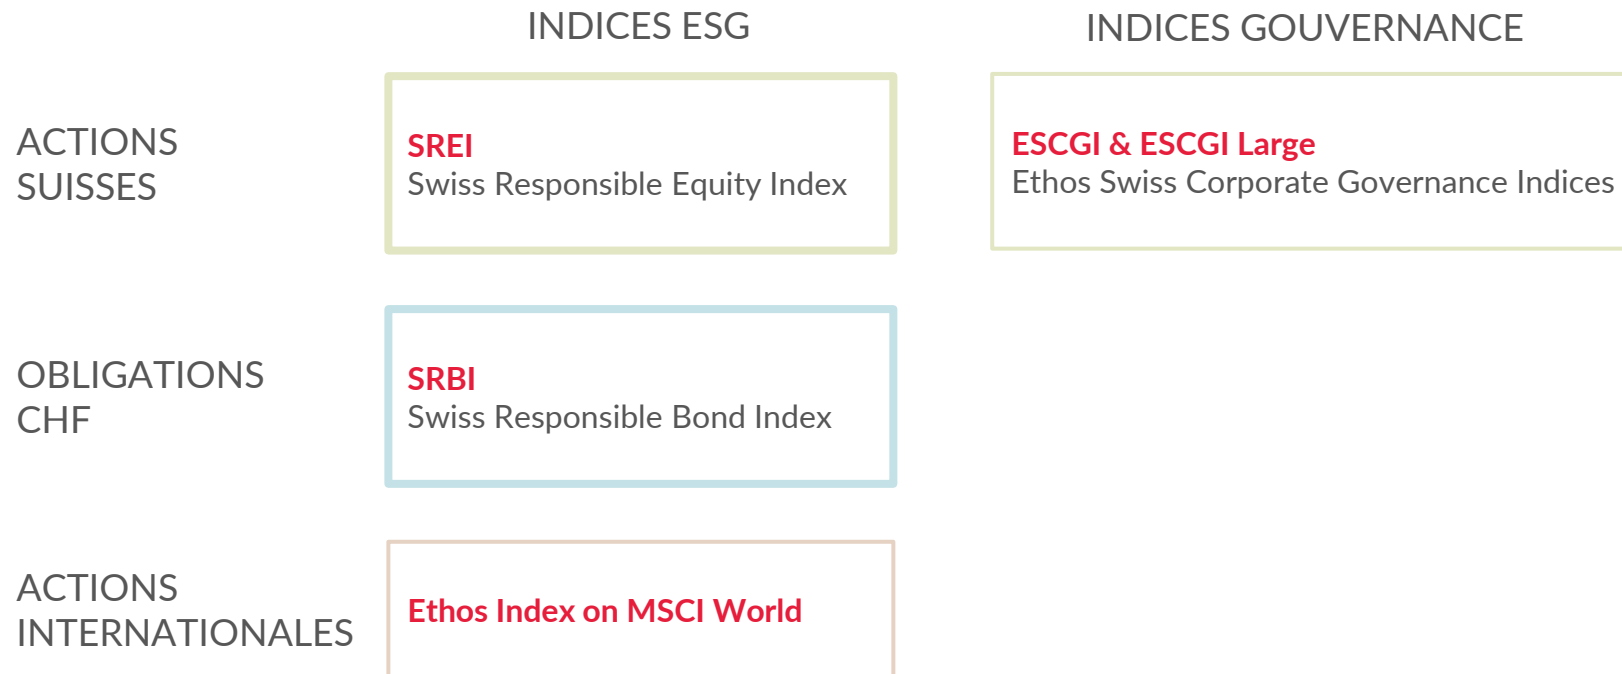 INDICES ESG
INDICES GOUVERNANCE
ACTIONS
SUISSES
SREI
Swiss Responsible Equity Index
ESCGI & ESCGI Large
Ethos Swiss Corporate Governance Indices
OBLIGATIONS
CHF
SRBI
Swiss Responsible Bond Index
ACTIONS
INTERNATIONALES
Ethos Index on MSCI World